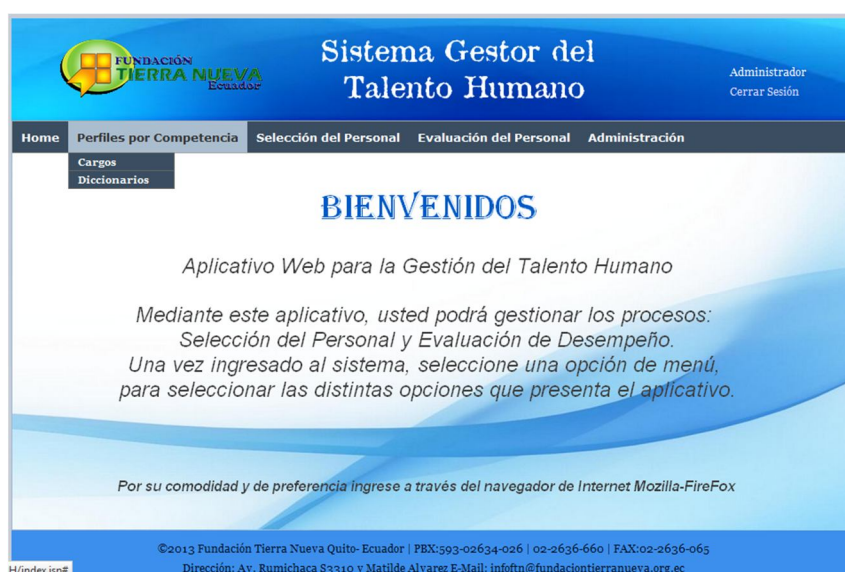 FUNDACIÓN
TIERRA NUEVA
Ecuador
Sistema Gestor del
Talento Humano
Administrador
Cerrar Sesión
Home Perfiles por Competencia Selección del Personal Evaluación del Personal Administración
Cargos
Diccionarios
BIENVENIDOS
Aplicativo Web para la Gestión del Talento Humano
Mediante este aplicativo, usted podrá gestionar los procesos:
Selección del Personal y Evaluación de Desempeño.
Una vez ingresado al sistema, seleccione una opción de menú,
para seleccionar las distintas opciones que presenta el aplicativo.
Por su comodidad y de preferencia ingrese a través del navegador de Internet Mozilla-FireFox
©2013 Fundación Tierra Nueva Quito- Ecuador | PBX:593-02634-026 | 02-2636-660 | FAX:02-2636-065
H/index.jsp# Dirección: Av. Rumichaca S3310 y Matilde Alvarez E-Mail: infoftn@fundaciontierranueva.org.ec